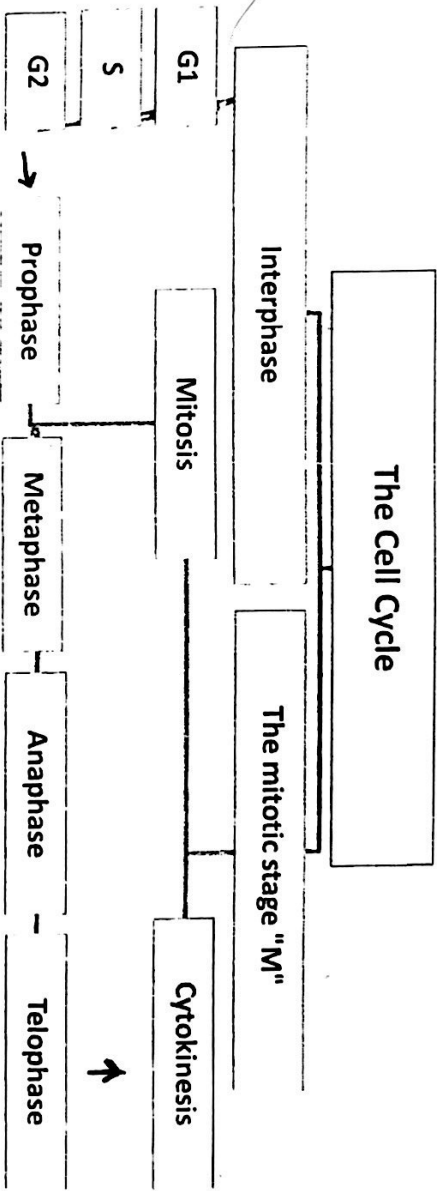 The Cell Cycle
Interphase
The mitotic stage "M"
G1
S
G2
Mitosis
Cytokinesis
Prophase
Metaphase
Anaphase
Telophase